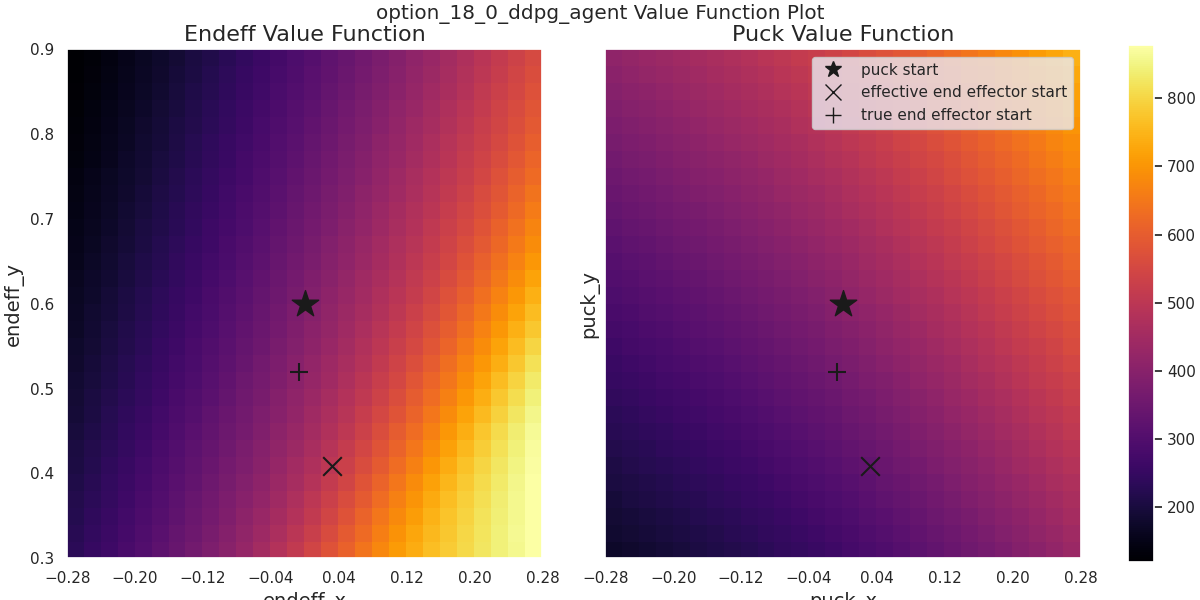 option_18_0_ddpg_agent Value Function Plot
Endeff Value Function
Puck Value Function
puck start
effective end effector start
true end effector start
endeff_y
0.9
0.8
0.7
0.6
0.5
0.4
0.3
−0.28 −0.20 −0.12 −0.04 0.04 0.12 0.20 0.28
endeff_x
puck_y
−0.28 −0.20 −0.12 −0.04 0.04 0.12 0.20 0.28
puck_x
800
700
600
500
400
300
200